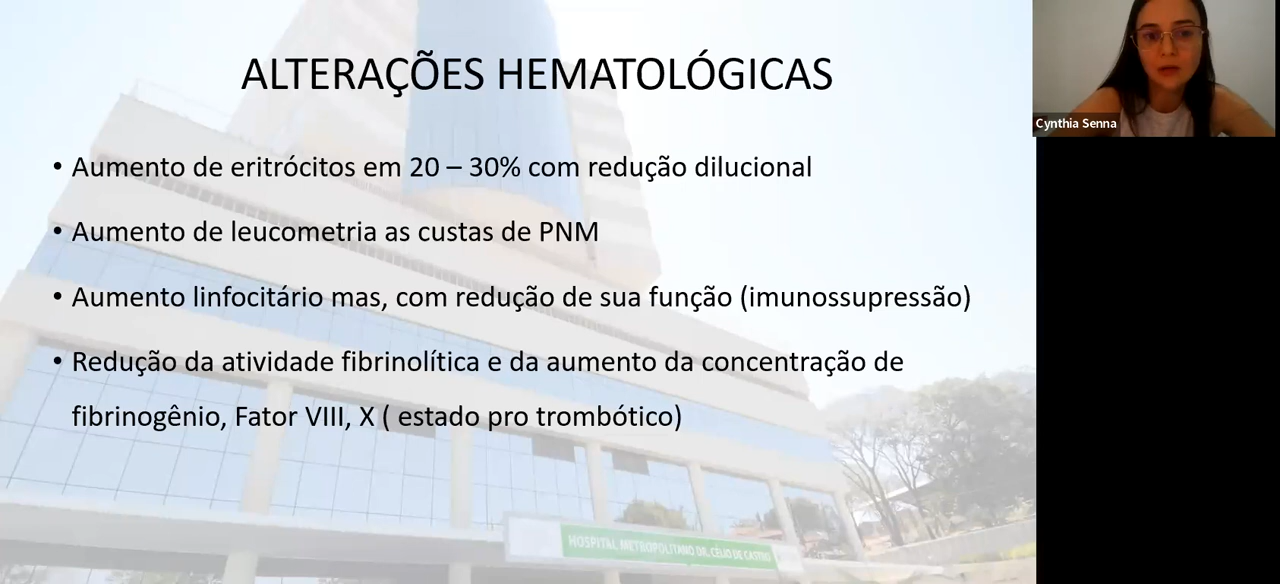 ALTERAÇÕES HEMATOLÓGICAS
Cynthia Senna
• Aumento de eritrócitos em 20 – 30% com redução dilucional
• Aumento de leucometria as custas de PNM
• Aumento linfocitário mas, com redução de sua função (imunossupressão)
• Redução da atividade fibrinolítica e da aumento da concentração de
fibrinogênio, Fator VIII, X ( estado pro trombótico)
HOSPITAL METROPOLITANO DR. CÉLIO DE CASTRO